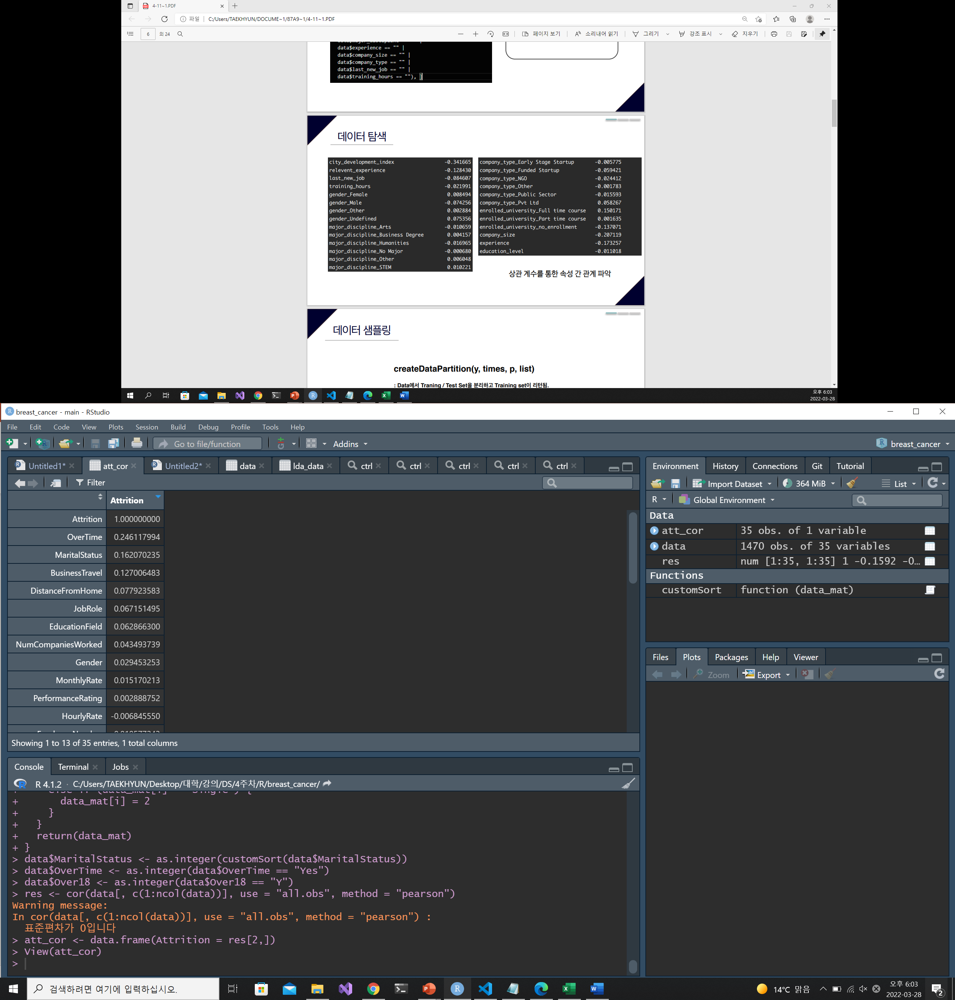 4-11~1.PDF
파일 | C:/Users/TAEKHYUN/DOCUME~1/87A9~1/4-11~1.PDF
6 의 24 페이지 보기 소리내어 읽기 그리기 강조 표시 지우기
data$experience == "" |
data$company_size == "" |
data$company_type == "" |
data$last_new_job == "" |
data$training_hours == ""), ]
데이터 탐색
city_development_index -0.341665
relevent_experience -0.128430
last_new_job -0.084607
training_hours -0.021991
gender_Female 0.008494
gender_Male -0.074256
gender_Other 0.002884
gender_Undefined 0.075356
major_discipline_Arts -0.010659
major_discipline_Business Degree 0.004157
major_discipline_Humanities -0.016965
major_discipline_No Major -0.000680
major_discipline_Other 0.006048
major_discipline_STEM 0.010221
company_type_Early Stage Startup -0.005775
company_type_Funded Startup -0.059421
company_type_NGO -0.024412
company_type_Other -0.001783
company_type_Public Sector -0.015593
company_type_Pvt Ltd 0.058267
enrolled_university_Full time course 0.150171
enrolled_university_Part time course 0.001635
enrolled_university_no_enrollment -0.137071
company_size -0.207119
experience -0.173257
education_level -0.011018
상관 계수를 통한 속성 간 관계 파악
데이터 샘플링
createDataPartition(y, times, p, list)
: Data에서 Traning / Test Set을 분리하고 Training set이 리턴됨.
오후 6:03
2022-03-28
breast_cancer - main - RStudio
File Edit Code View Plots Session Build Debug Profile Tools Help
Go to file/function Addins breast_cancer
Untitled1* att_cor Untitled2* data lda_data ctrl ctrl ctrl ctrl ctrl
Filter
Attrition
Attrition 1.000000000
OverTime 0.246117994
MaritalStatus 0.162070235
BusinessTravel 0.127006483
DistanceFromHome 0.077923583
JobRole 0.067151495
EducationField 0.062866300
NumCompaniesWorked 0.043493739
Gender 0.029453253
MonthlyRate 0.015170213
PerformanceRating 0.002888752
HourlyRate -0.006845550
Showing 1 to 13 of 35 entries, 1 total columns
Environment History Connections Git Tutorial
Import Dataset 364 MiB List
R Global Environment
Data
att_cor 35 obs. of 1 variable
data 1470 obs. of 35 variables
res num [1:35, 1:35] 1 -0.1592 -0...
Functions
customSort function (data_mat)
Files Plots Packages Help Viewer
Zoom Export
Console Terminal Jobs
R 4.1.2 · C:/Users/TAEKHYUN/Desktop/대학/강의/DS/4주차/R/breast_cancer/
+ data_mat[i] = 2
+ }
+ }
+ return(data_mat)
+ }
> data$MaritalStatus <- as.integer(customSort(data$MaritalStatus))
> data$OverTime <- as.integer(data$OverTime == "Yes")
> data$Over18 <- as.integer(data$Over18 == "Y")
> res <- cor(data[, c(1:ncol(data))], use = "all.obs", method = "pearson")
Warning message:
In cor(data[, c(1:ncol(data))], use = "all.obs", method = "pearson") :
표준편차가 0입니다
> att_cor <- data.frame(Attrition = res[2,])
> View(att_cor)
>
검색하려면 여기에 입력하십시오.
14°C 맑음
오후 6:03
2022-03-28
2